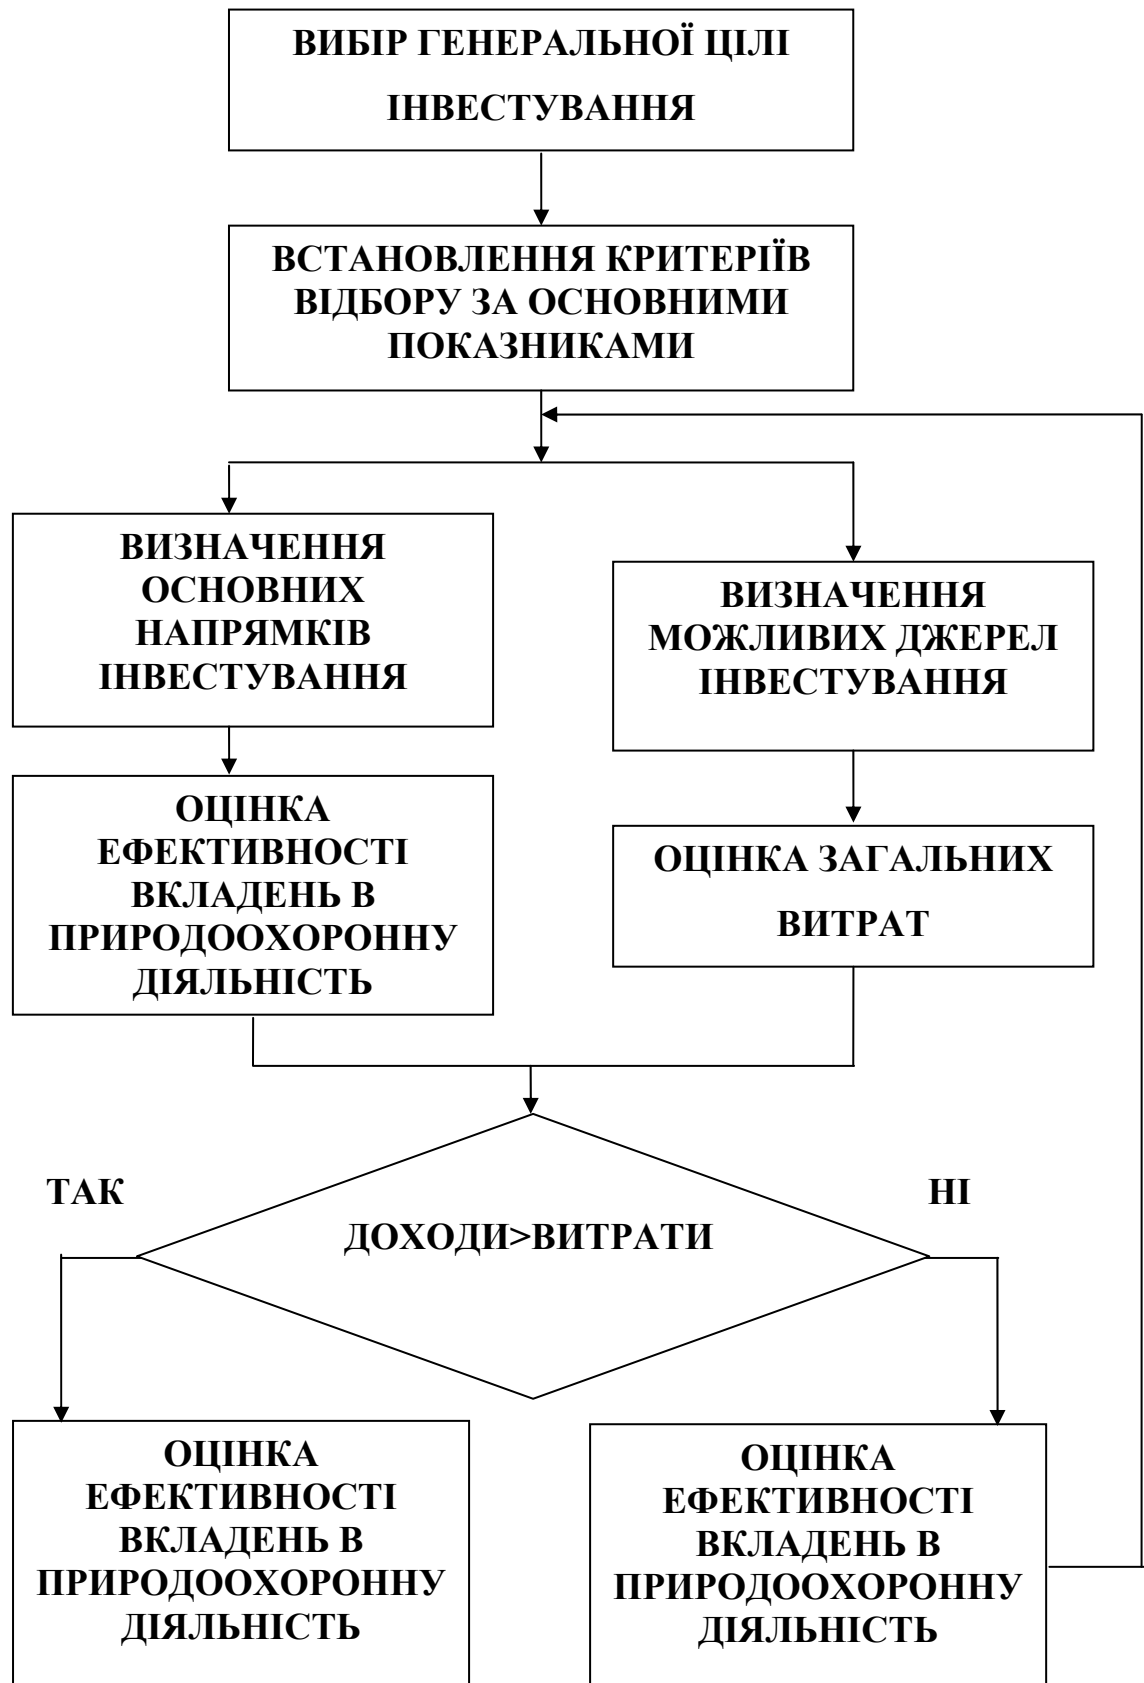 ВИБІР ГЕНЕРАЛЬНОЇ ЦІЛІ
ІНВЕСТУВАННЯ
ВСТАНОВЛЕННЯ КРИТЕРІЇВ
ВІДБОРУ ЗА ОСНОВНИМИ
ПОКАЗНИКАМИ
ВИЗНАЧЕННЯ
ОСНОВНИХ
НАПРЯМКІВ
ІНВЕСТУВАННЯ
ВИЗНАЧЕННЯ
МОЖЛИВИХ ДЖЕРЕЛ
ІНВЕСТУВАННЯ
ОЦІНКА
ЕФЕКТИВНОСТІ
ВКЛАДЕНЬ В
ПРИРОДООХОРОННУ
ДІЯЛЬНІСТЬ
ОЦІНКА ЗАГАЛЬНИХ
ВИТРАТ
ТАК
НІ
ДОХОДИ>ВИТРАТИ
ОЦІНКА
ЕФЕКТИВНОСТІ
ВКЛАДЕНЬ В
ПРИРОДООХОРОННУ
ДІЯЛЬНІСТЬ
ОЦІНКА
ЕФЕКТИВНОСТІ
ВКЛАДЕНЬ В
ПРИРОДООХОРОННУ
ДІЯЛЬНІСТЬ